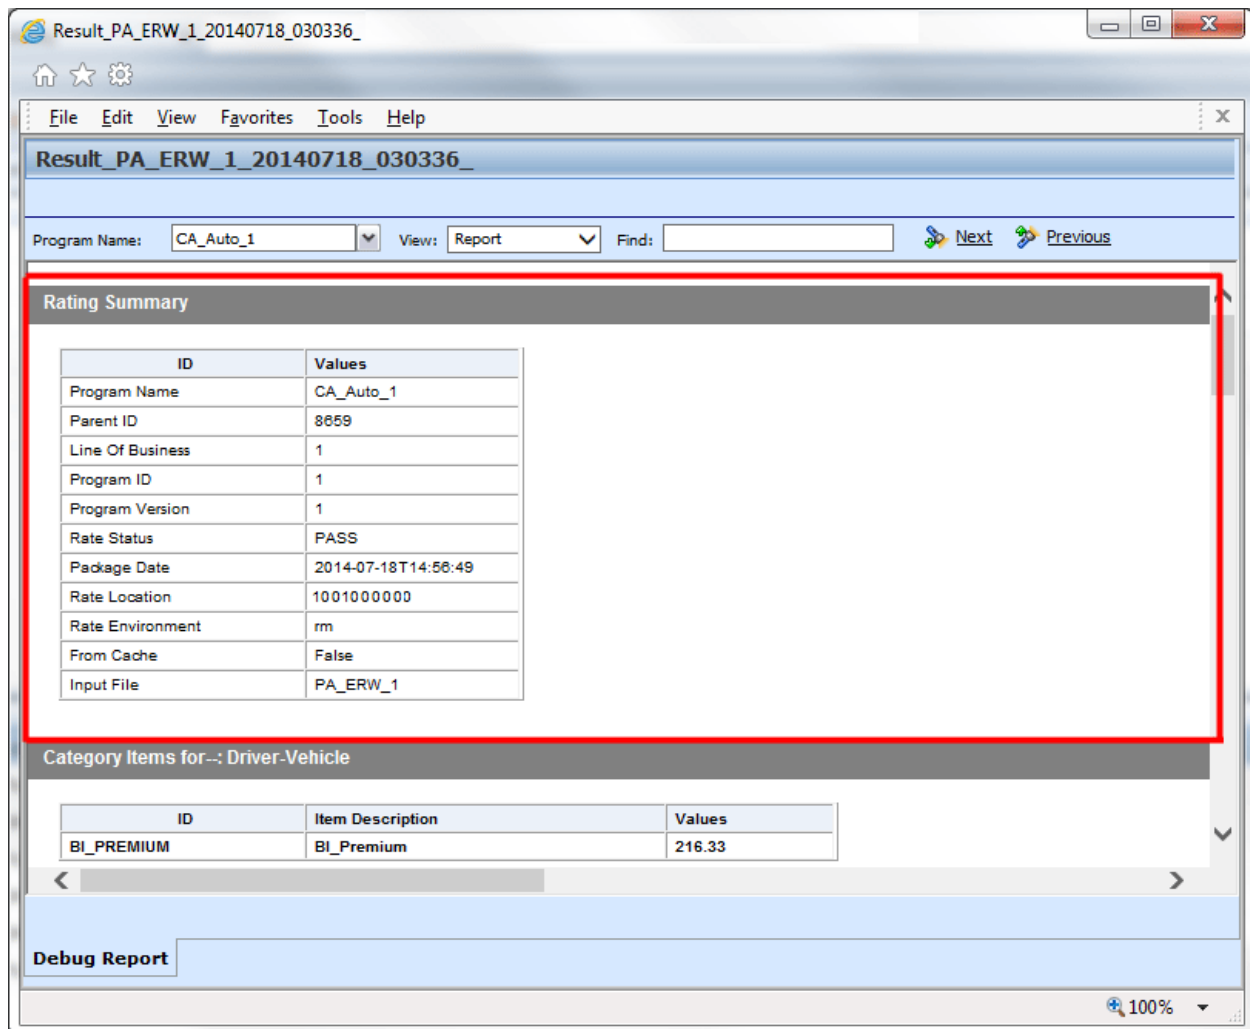 Result_PA_ERW_1_20140718_030336_
File Edit View Favorites Tools Help
Result_PA_ERW_1_20140718_030336_
Program Name: CA_Auto_1 View: Report Find: Next Previous
Rating Summary
ID Values
Program Name CA_Auto_1
Parent ID 8659
Line Of Business 1
Program ID 1
Program Version 1
Rate Status PASS
Package Date 2014-07-18T14:56:49
Rate Location 1001000000
Rate Environment rm
From Cache False
Input File PA_ERW_1
Category Items for--: Driver-Vehicle
ID Item Description Values
BI_PREMIUM BI_Premium 216.33
Debug Report
100%